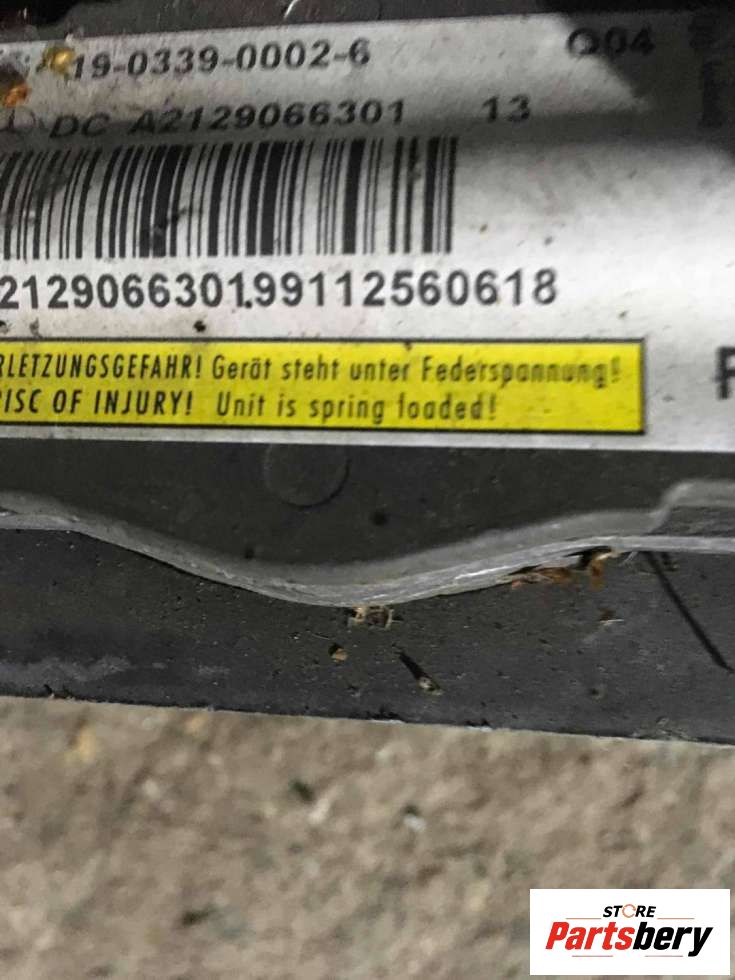 19-0339-0002-6 Q04
DC A2129066301 13
2129066301.99112560618
RLETZUNGSGEFAHR! Gerät steht unter Federspannung!
RISC OF INJURY! Unit is spring loaded!
STORE
Partsbery